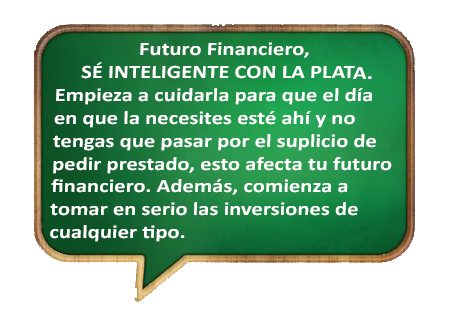 Futuro Financiero,
SÉ INTELIGENTE CON LA PLATA.
Empieza a cuidarla para que el día
en que la necesites esté ahí y no
tengas que pasar por el suplicio de
pedir prestado, esto afecta tu futuro
financiero. Además, comienza a
tomar en serio las inversiones de
cualquier tipo.